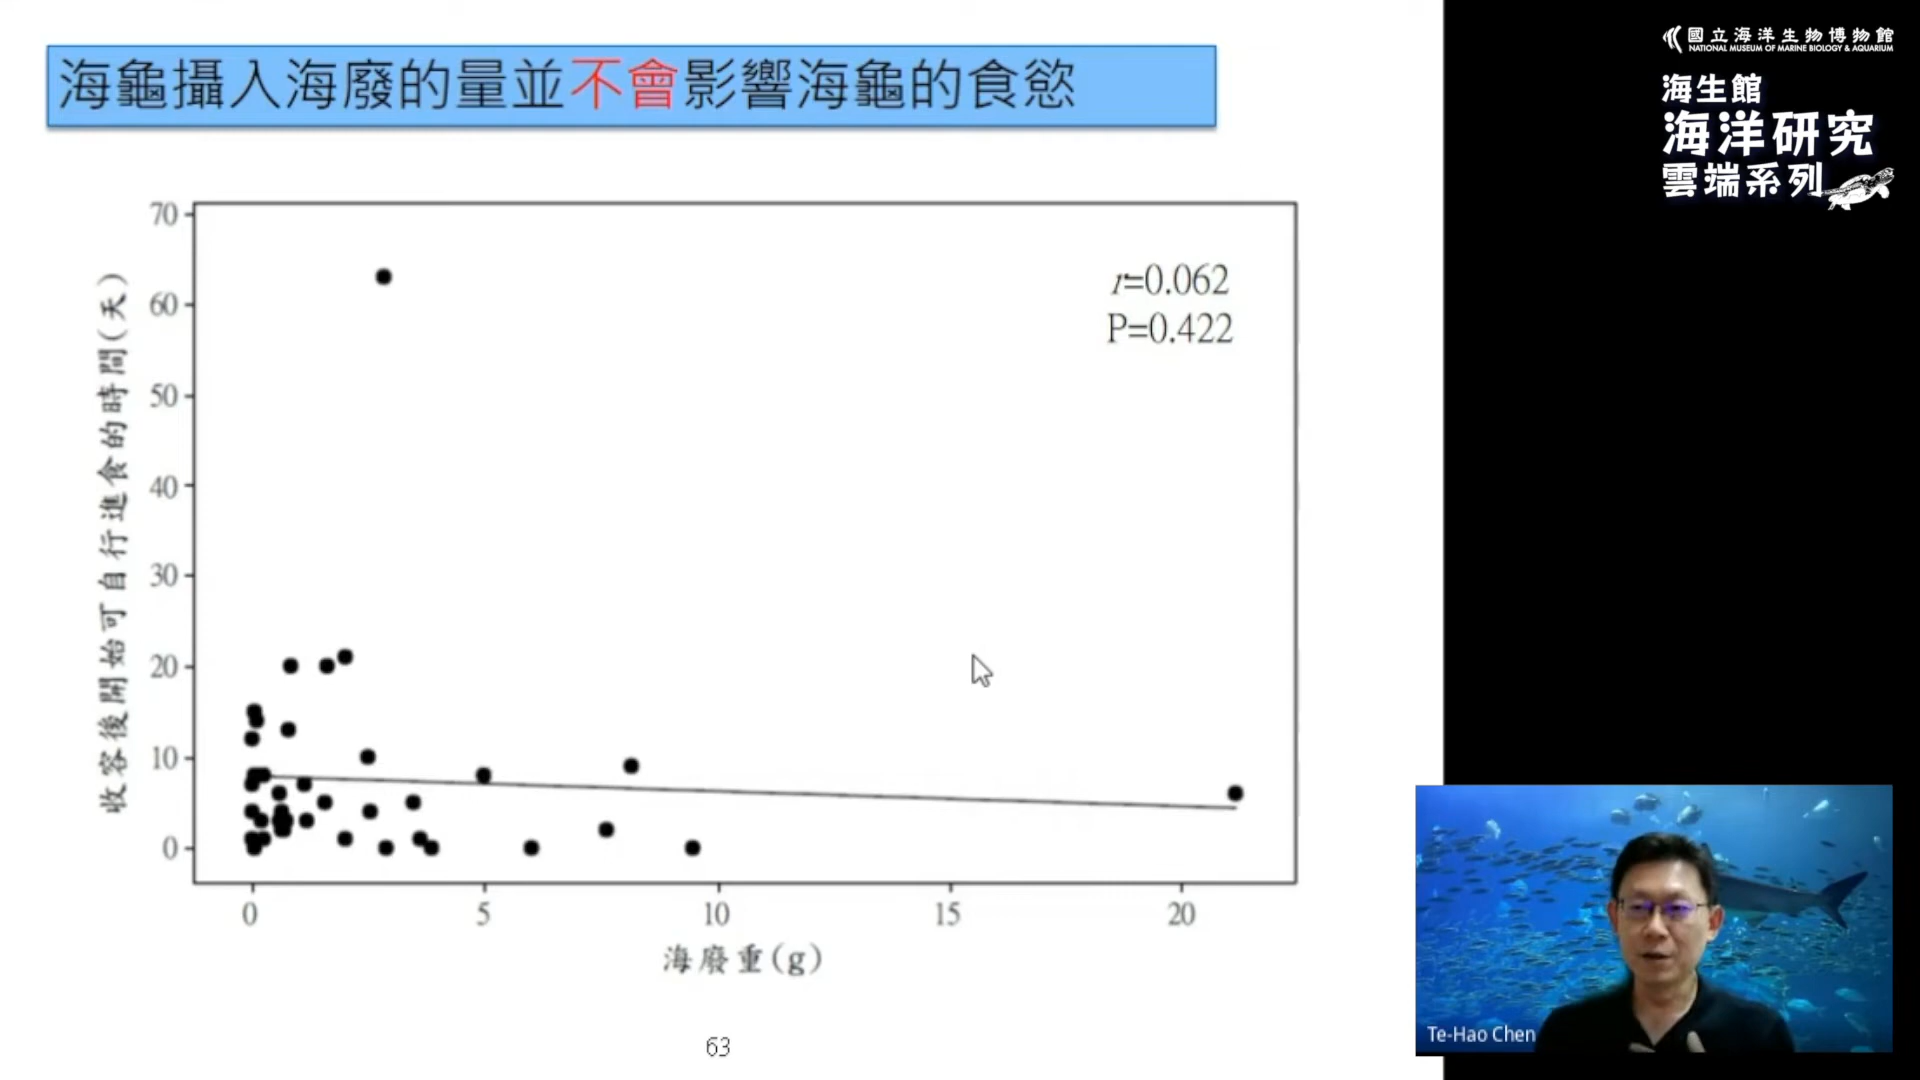 海龜攝入海廢的量並不會影響海龜的食慾
國立海洋生物博物館
NATIONAL MUSEUM OF MARINE BIOLOGY & AQUARIUM
海生館
海洋研究
雲端系列
r=0.062
P=0.422
收容後開始可自行進食的時間(天)
70
60
50
40
30
20
10
0
0 5 10 15 20
海廢重(g)
63
Te-Hao Chen